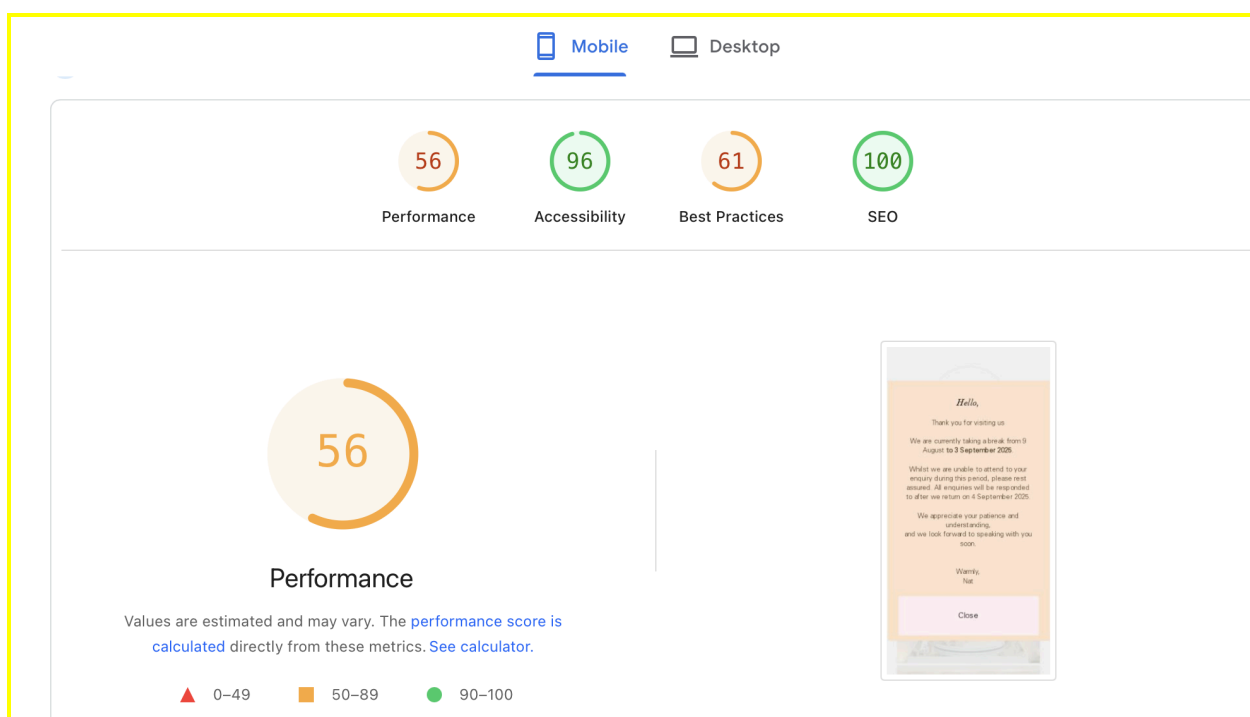 Mobile
Desktop
56
96
61
100
Performance
Accessibility
Best Practices
SEO
56
Performance
Values are estimated and may vary. The performance score is
calculated directly from these metrics. See calculator.
0–49
50–89
90–100
Hello,
Thank you for visiting us
We are currently taking a break from 9
August to 3 September 2025
Whilst we are unable to attend to your
enquiry during this period, please rest
assured. All enquiries will be responded
to after we return on 4 September 2025
We appreciate your patience and
understanding,
and we look forward to speaking with you
soon.
Warmly,
Nat
Close